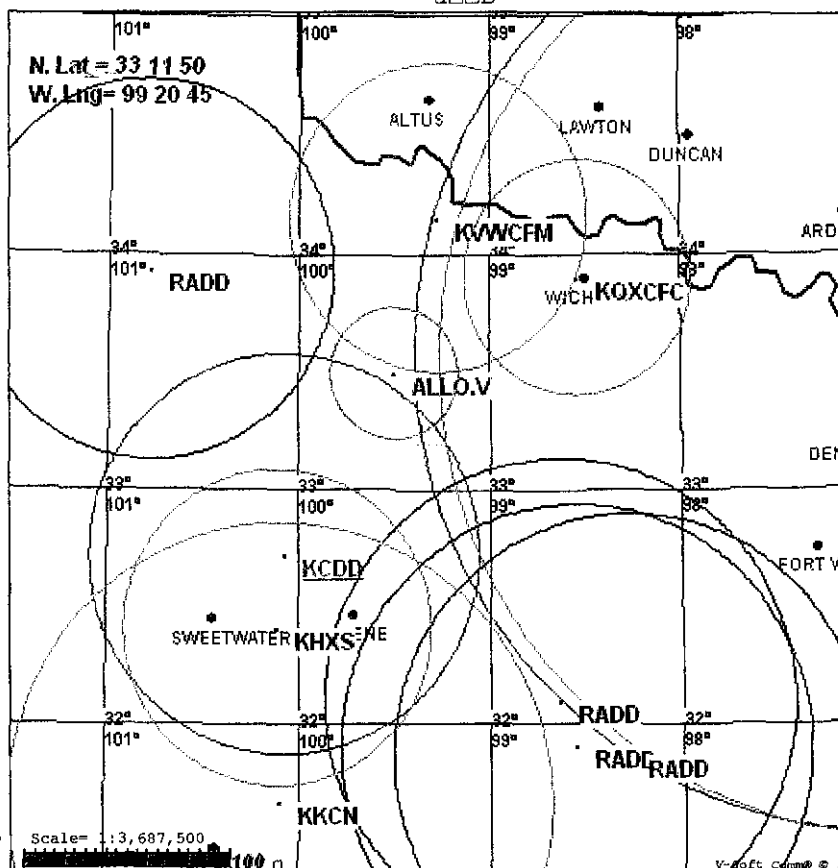 101°
100°
99°
98°
N. Lat = 33 11 50
W. Lng= 99 20 45
ALTUS
LAWTON
DUNCAN
KVWCFM
ARD
34°
34°
34°
34°
101°
100°
99°
98°
RADD
WICH KQXCFC
ALLO.V
DEN
33°
33°
33°
33°
101°
100°
99°
98°
KCDD
FORT W
SWEETWATER KHXS ENE
32°
32°
32°
32°
101°
100°
99°
98°
RADD
RADD RADD
KKCN
Scale= 1:3,687,500
100
V-Soft Comm® ©